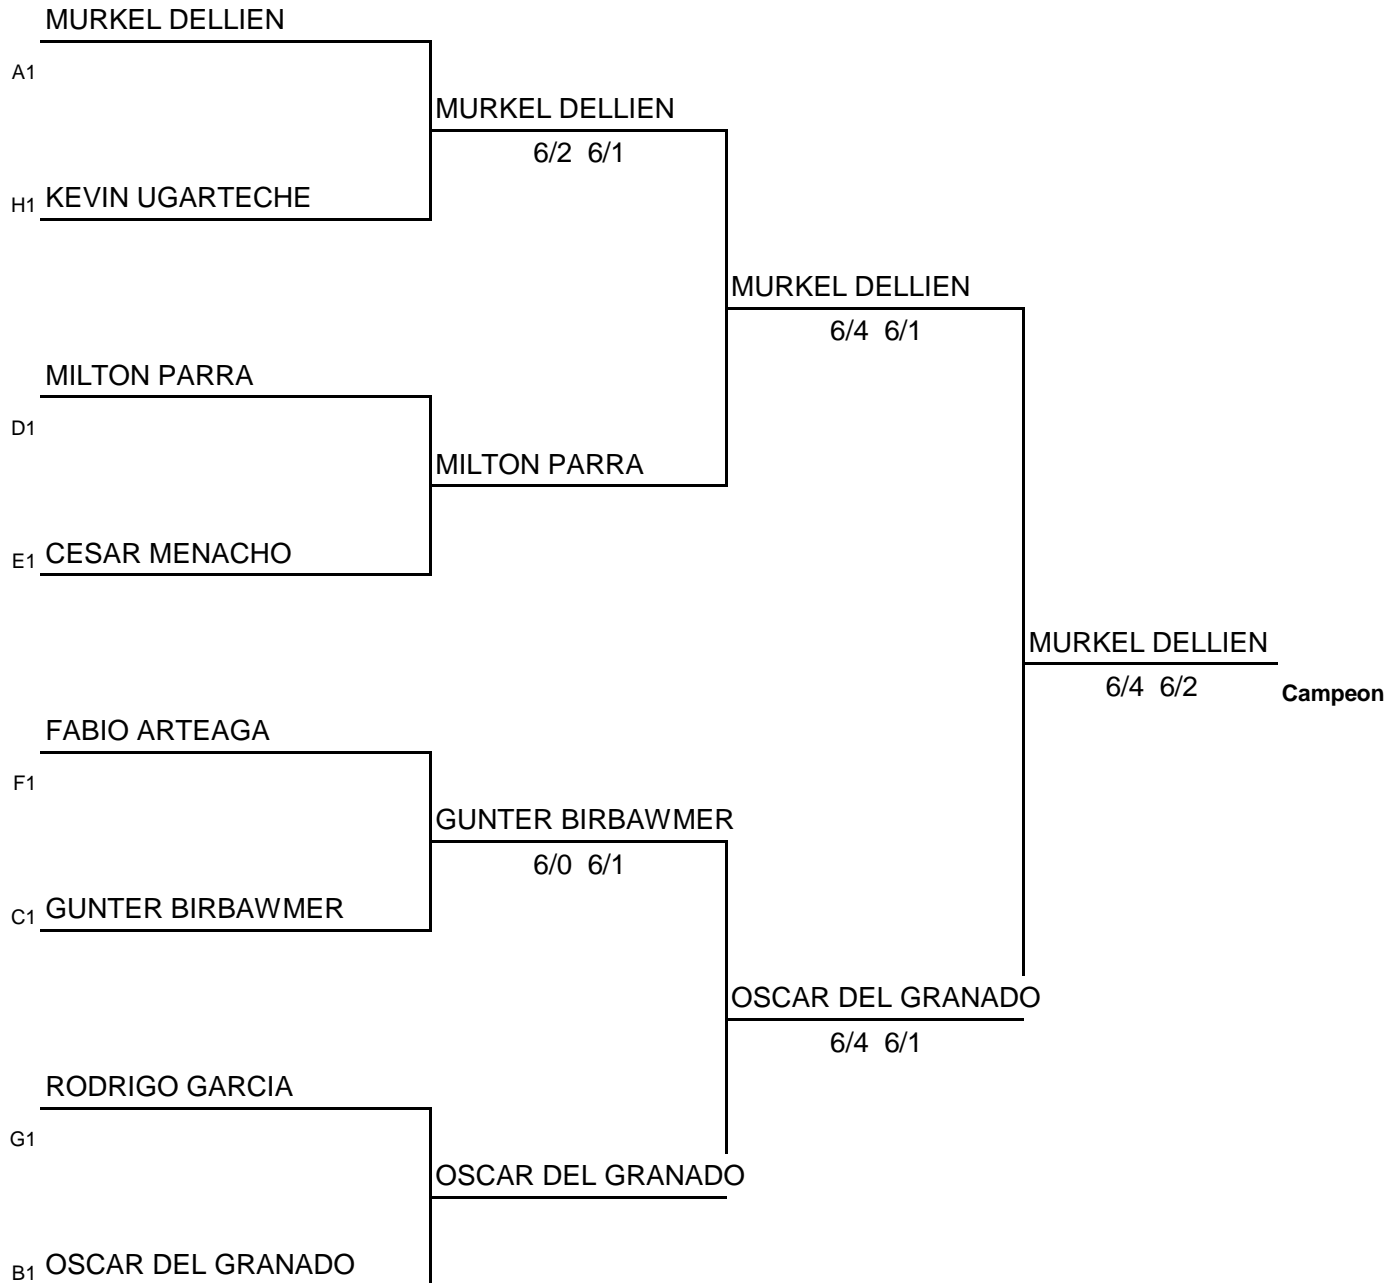 MURKEL DELLIEN
A1
MURKEL DELLIEN
6/2 6/1
H1 KEVIN UGARTECHE
MURKEL DELLIEN
6/4 6/1
MILTON PARRA
D1
MILTON PARRA
E1 CESAR MENACHO
MURKEL DELLIEN
6/4 6/2
Campeon
FABIO ARTEAGA
F1
GUNTER BIRBAWMER
6/0 6/1
C1 GUNTER BIRBAWMER
OSCAR DEL GRANADO
6/4 6/1
RODRIGO GARCIA
G1
OSCAR DEL GRANADO
B1 OSCAR DEL GRANADO